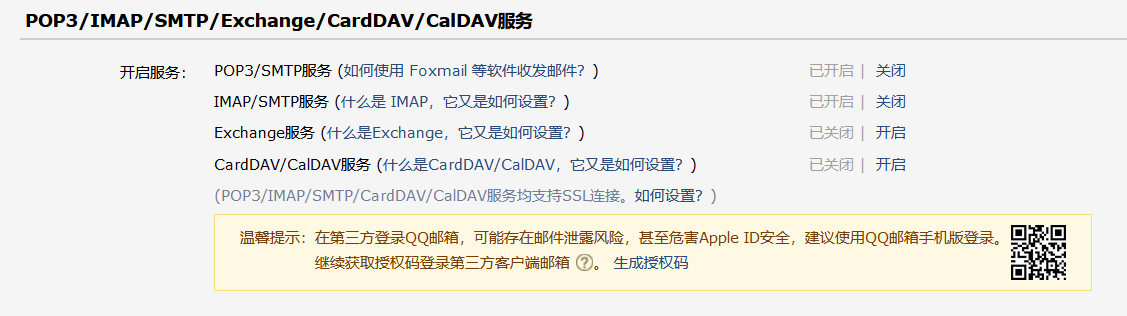 POP3/IMAP/SMTP/Exchange/CardDAV/CalDAV服务
开启服务： POP3/SMTP服务 (如何使用 Foxmail 等软件收发邮件？) 已开启 | 关闭
IMAP/SMTP服务 (什么是 IMAP，它又是如何设置？) 已开启 | 关闭
Exchange服务 (什么是Exchange，它又是如何设置？) 已关闭 | 开启
CardDAV/CalDAV服务 (什么是CardDAV/CalDAV，它又是如何设置？) 已关闭 | 开启
(POP3/IMAP/SMTP/CardDAV/CalDAV服务均支持SSL连接。如何设置？)
温馨提示：在第三方登录QQ邮箱，可能存在邮件泄露风险，甚至危害Apple ID安全，建议使用QQ邮箱手机版登录。
继续获取授权码登录第三方客户端邮箱 ?。 生成授权码